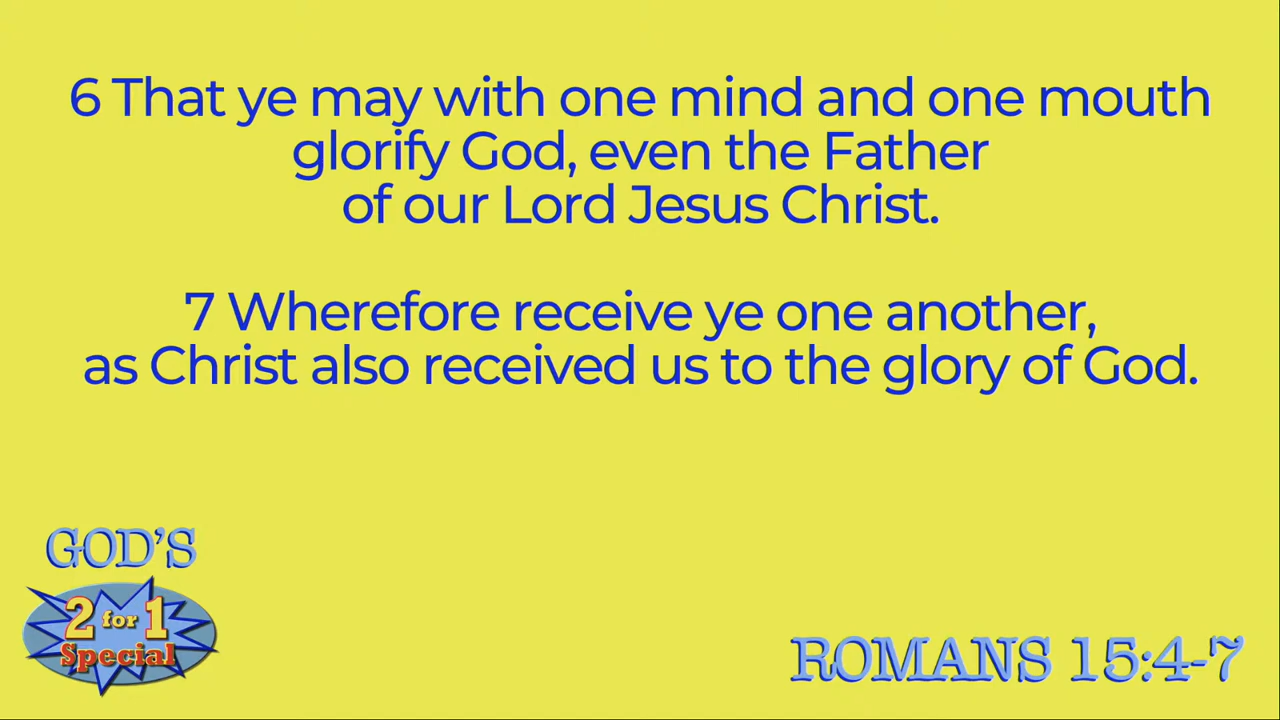 6 That ye may with one mind and one mouth
glorify God, even the Father
of our Lord Jesus Christ.
7 Wherefore receive ye one another,
as Christ also received us to the glory of God.
GOD'S
2 for 1
Special
ROMANS 15:4-7